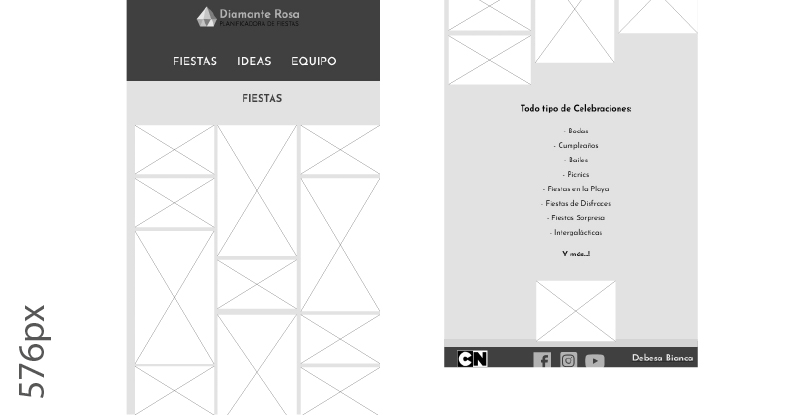 Diamante Rosa
PLANIFICADORA DE FIESTAS
FIESTAS IDEAS EQUIPO
FIESTAS
576px
Todo tipo de Celebraciones:
- Bodas
- Cumpleaños
- Bailes
- Picnics
- Fiestas en la Playa
- Fiestas de Disfraces
- Fiestas Sorpresa
- Intergalácticas
Y más...!
CN
Debesa Bianca